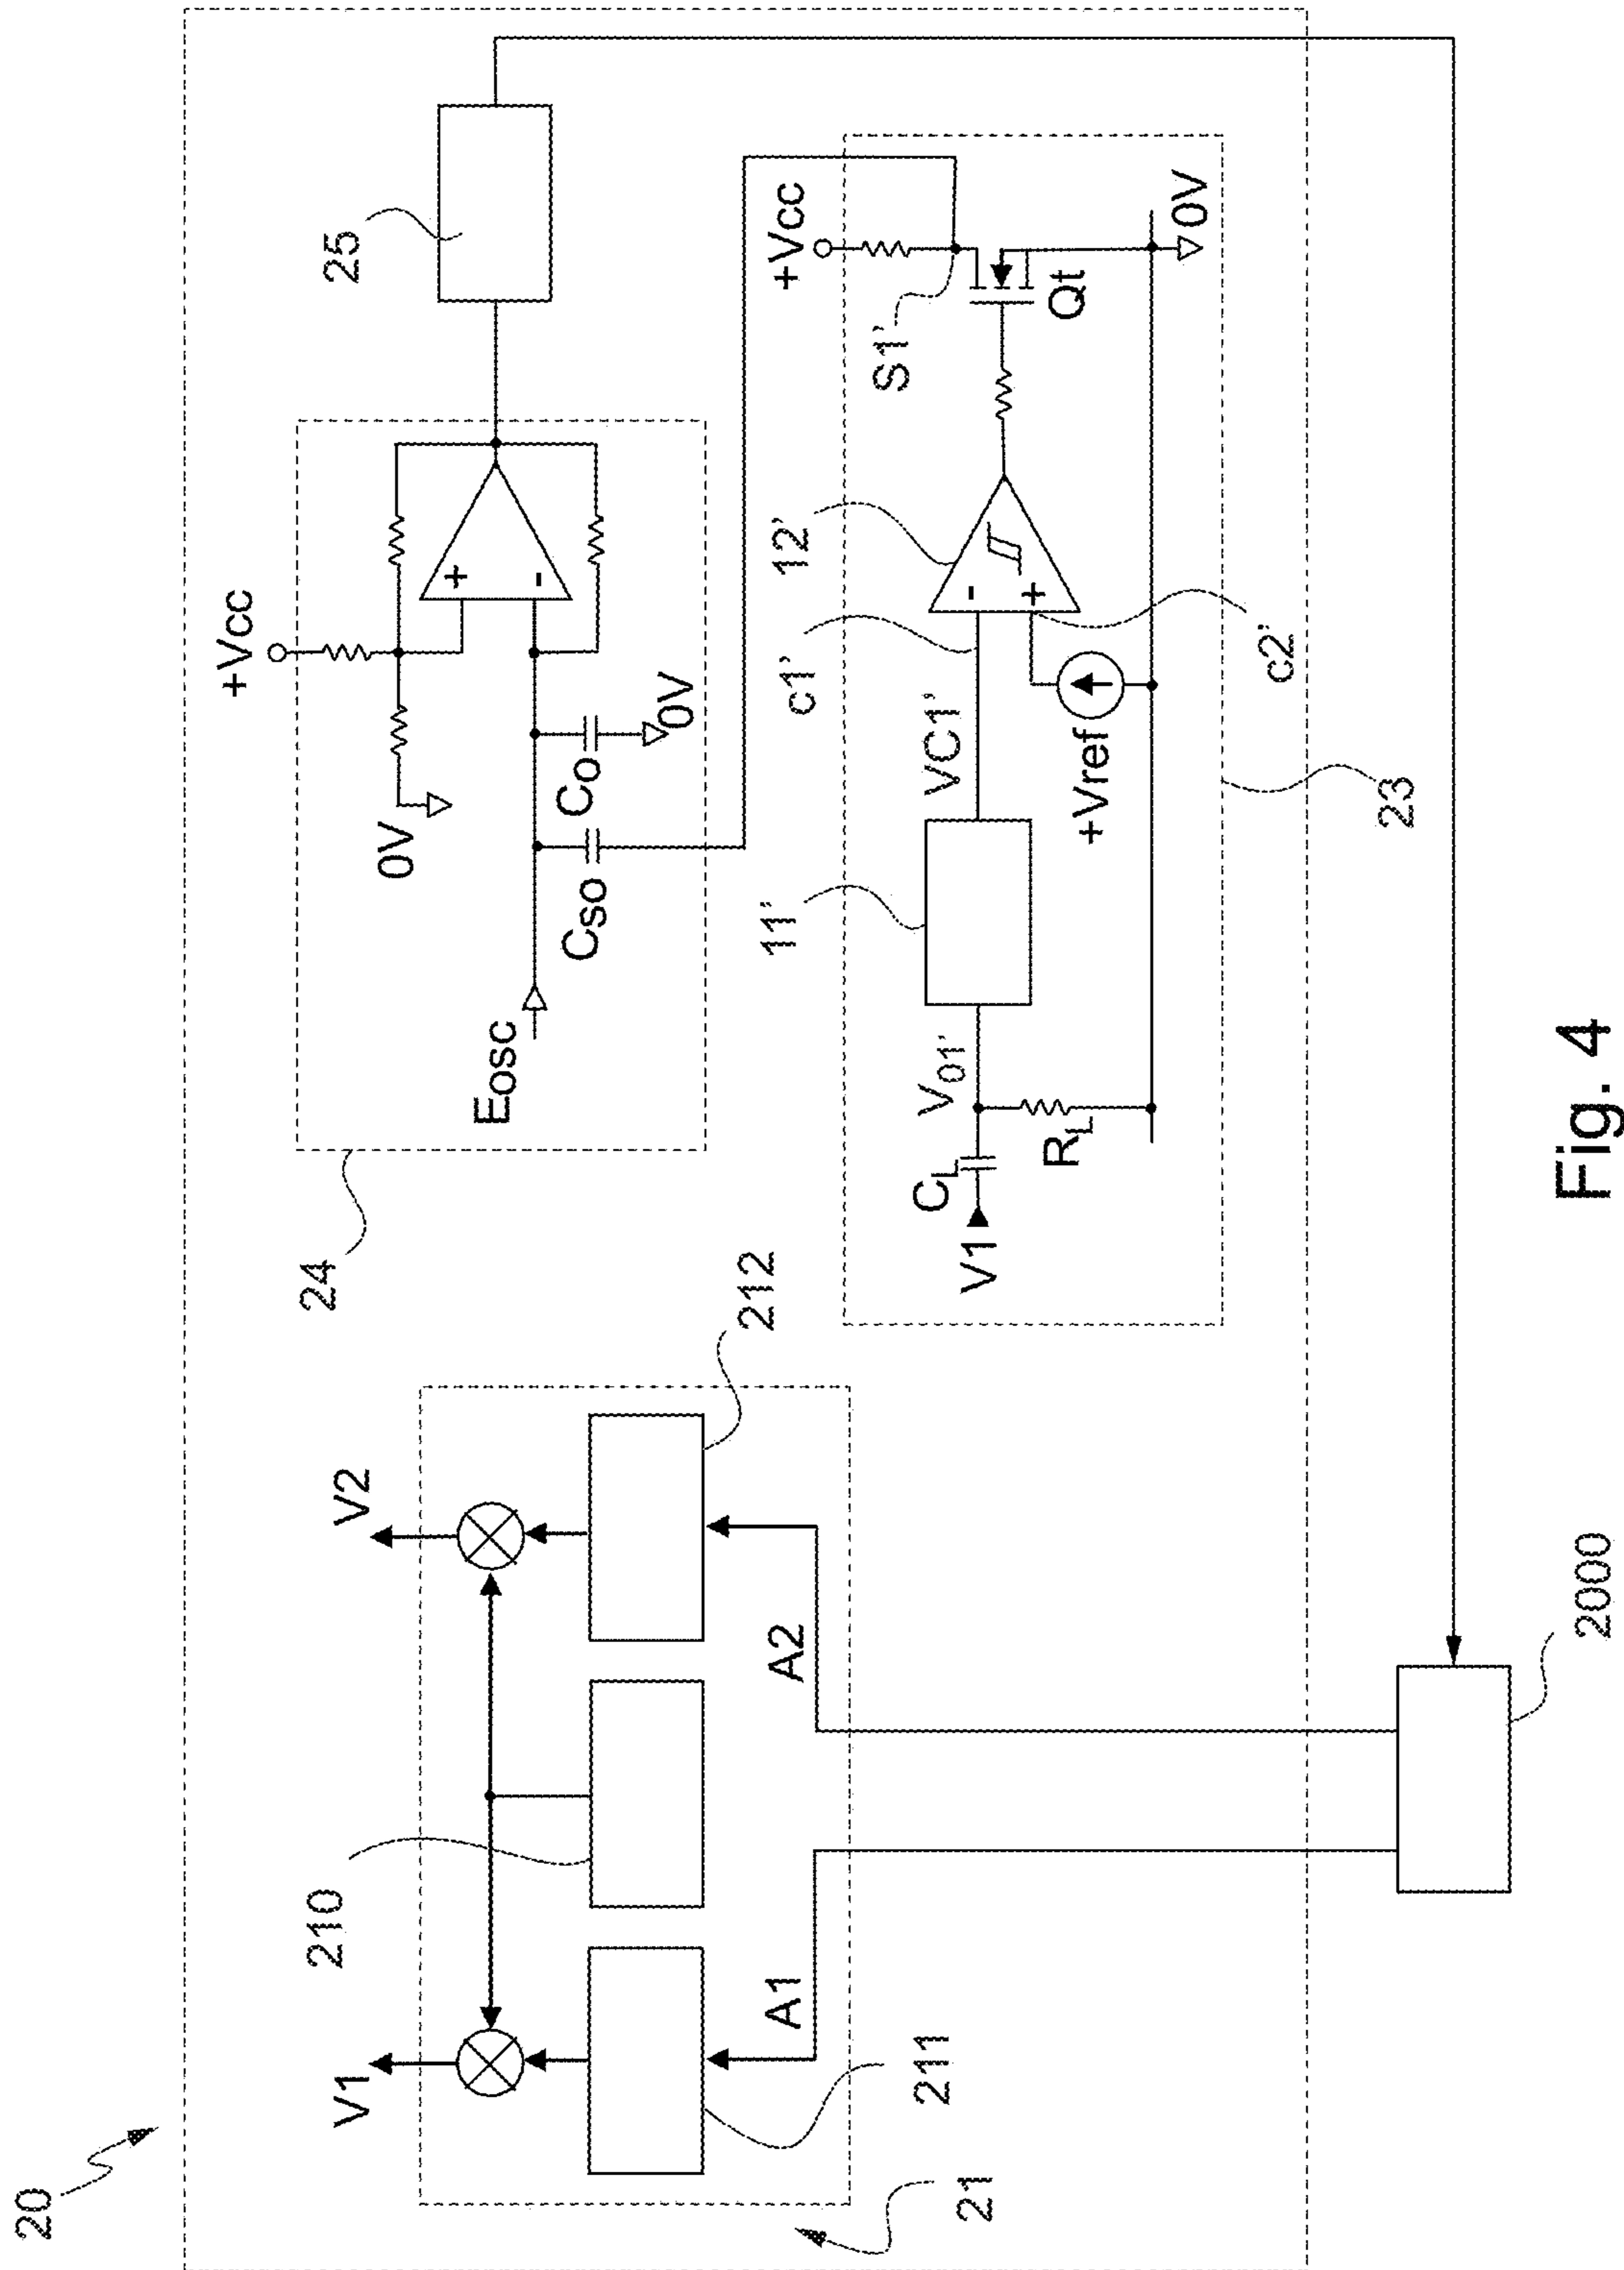 20
21
V1
V2
210
211
212
A1
A2
2000
24
EOSC
CSO
CO
0V
0V
+Vcc
25
23
V1
CL
RL
V01'
11'
VC1'
c1'
12'
+Vref
c2'
S1'
+Vcc
Qt
0V
Fig. 4